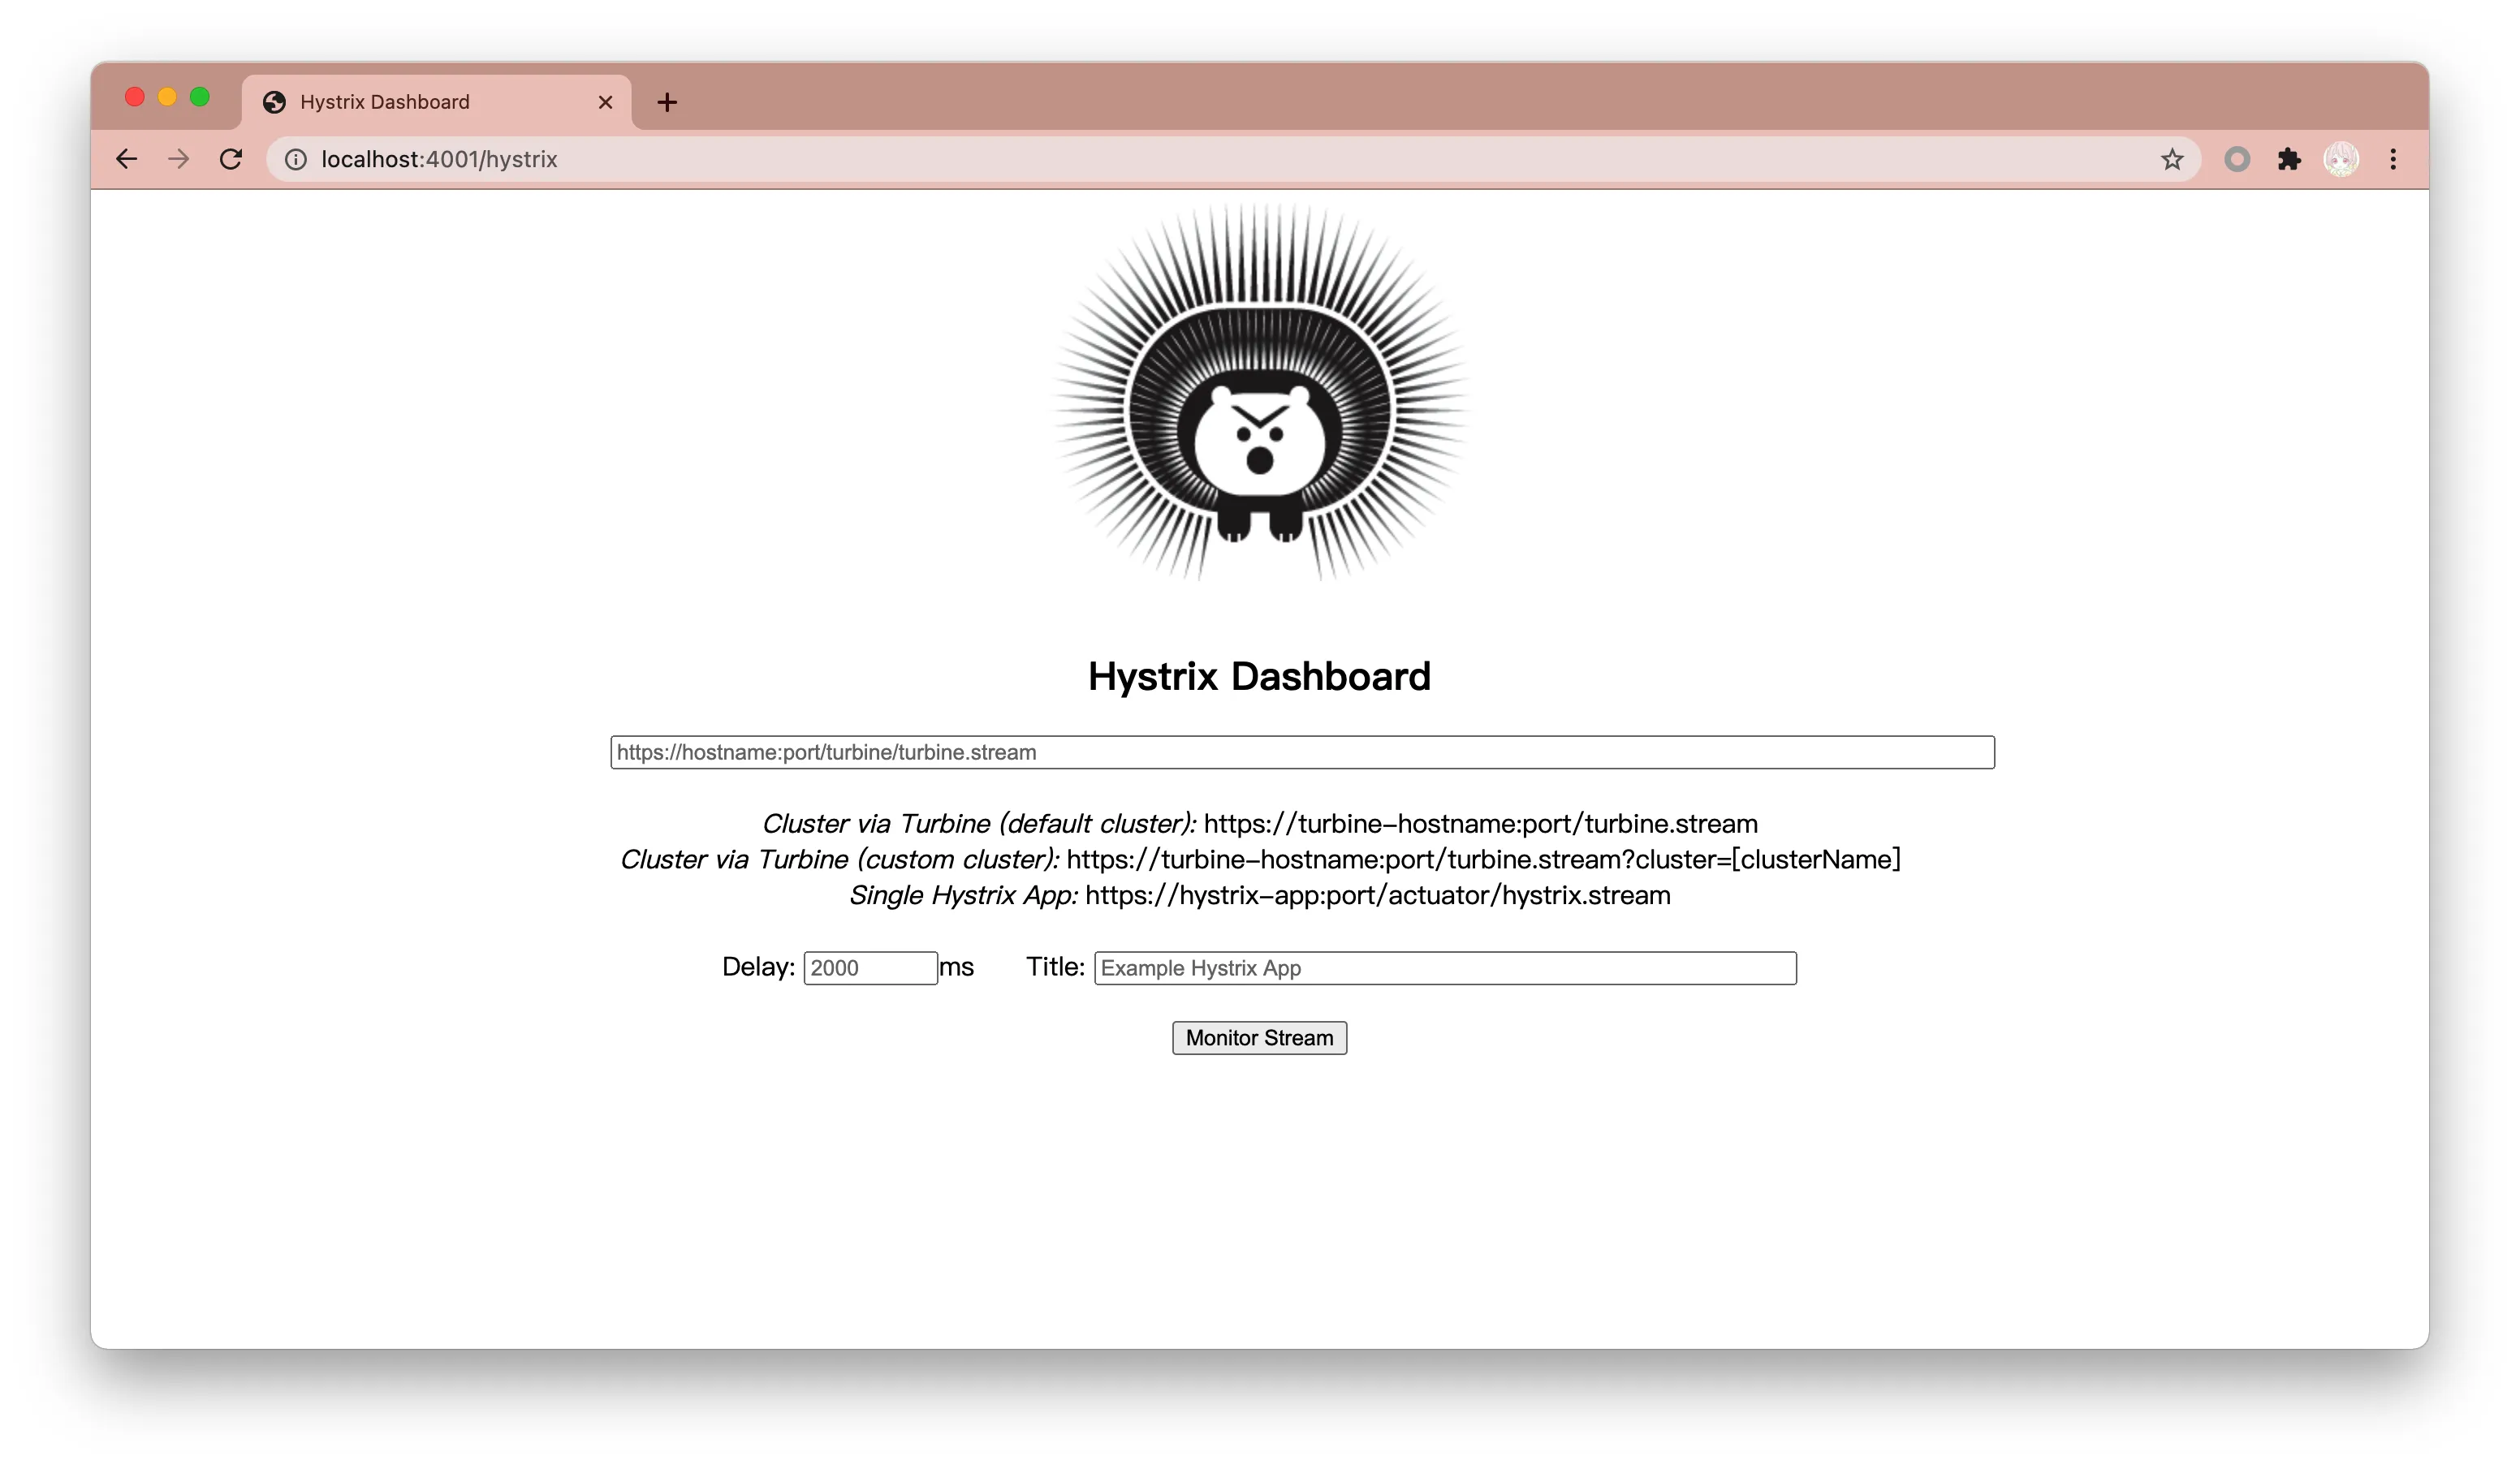 Hystrix Dashboard
localhost:4001/hystrix
Hystrix Dashboard
https://hostname:port/turbine/turbine.stream
Cluster via Turbine (default cluster): https://turbine-hostname:port/turbine.stream
Cluster via Turbine (custom cluster): https://turbine-hostname:port/turbine.stream?cluster=[clusterName]
Single Hystrix App: https://hystrix-app:port/actuator/hystrix.stream
Delay: 2000 ms Title: Example Hystrix App
Monitor Stream